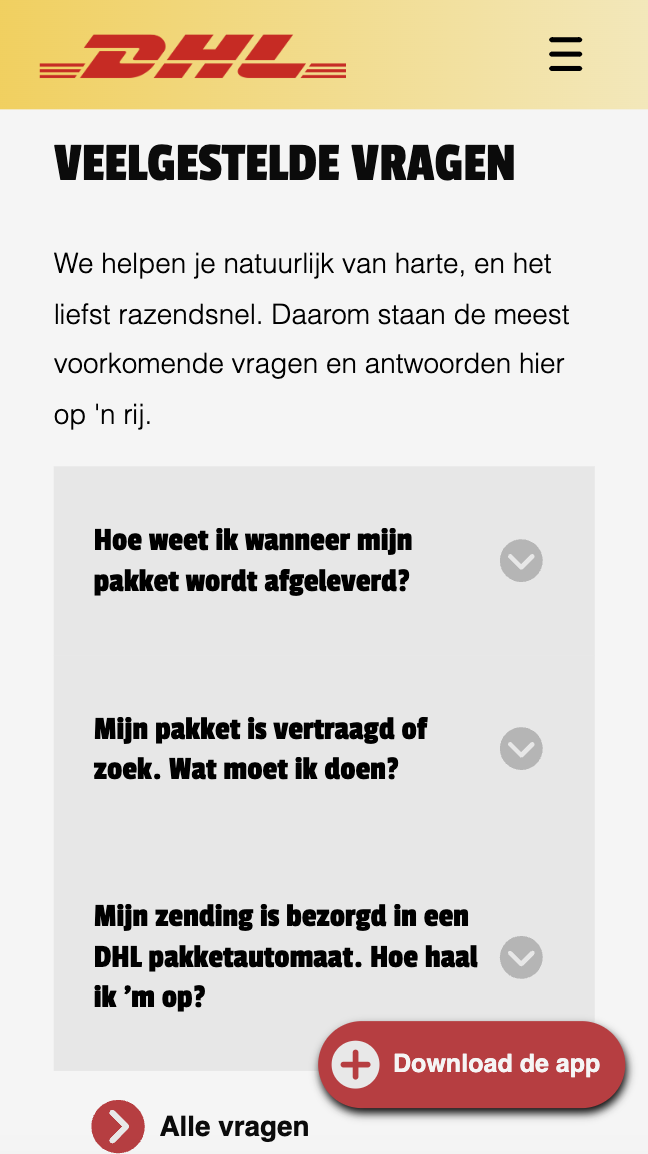 DHL
VEELGESTELDE VRAGEN
We helpen je natuurlijk van harte, en het
liefst razendsnel. Daarom staan de meest
voorkomende vragen en antwoorden hier
op 'n rij.
Hoe weet ik wanneer mijn
pakket wordt afgeleverd?
Mijn pakket is vertraagd of
zoek. Wat moet ik doen?
Mijn zending is bezorgd in een
DHL pakketautomaat. Hoe haal
ik ’m op?
Download de app
Alle vragen